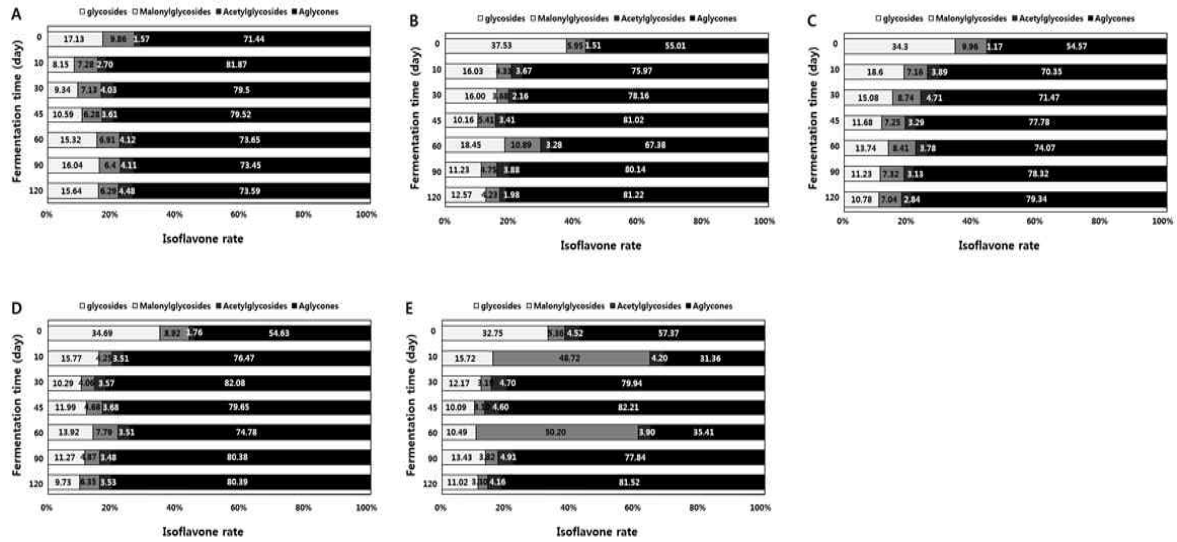 A
glycosides Malonylglycosides Acetylglycosides Aglycones
Fermentation time (day)
0 17.13 9.86 1.57 71.44
10 8.15 7.28 2.70 81.87
30 9.34 7.13 4.03 79.5
45 10.59 6.28 3.61 79.52
60 15.32 6.91 4.12 73.65
90 16.04 6.4 4.11 73.45
120 15.64 6.29 4.48 73.59
0% 20% 40% 60% 80% 100%
Isoflavone rate
B
glycosides Malonylglycosides Acetylglycosides Aglycones
Fermentation time (day)
0 37.53 5.95 1.51 55.01
10 16.03 3.67 75.97
30 16.00 2.16 78.16
45 10.16 5.41 3.41 81.02
60 18.45 10.89 3.28 67.38
90 11.23 4.75 3.88 80.14
120 12.57 4.23 1.98 81.22
0% 20% 40% 60% 80% 100%
Isoflavone rate
C
glycosides Malonylglycosides Acetylglycosides Aglycones
Fermentation time (day)
0 34.3 9.96 1.17 54.57
10 18.6 7.16 3.89 70.35
30 15.08 8.74 4.71 71.47
45 11.68 7.25 3.29 77.78
60 13.74 8.41 3.78 74.07
90 11.23 7.32 3.13 78.32
120 10.78 7.04 2.84 79.34
0% 20% 40% 60% 80% 100%
Isoflavone rate
D
glycosides Malonylglycosides Acetylglycosides Aglycones
Fermentation time (day)
0 34.69 8.92 1.76 54.63
10 15.77 4.25 3.51 76.47
30 10.29 4.06 3.57 82.08
45 11.99 4.68 3.68 79.65
60 13.92 7.79 3.51 74.78
90 11.27 4.87 3.48 80.38
120 9.73 6.35 3.53 80.39
0% 20% 40% 60% 80% 100%
Isoflavone rate
E
glycosides Malonylglycosides Acetylglycosides Aglycones
Fermentation time (day)
0 32.75 4.52 57.37
10 15.72 48.72 4.20 31.36
30 12.17 4.70 79.94
45 10.09 4.60 82.21
60 10.49 50.20 3.90 35.41
90 13.43 3.82 4.91 77.84
120 11.02 3.30 4.16 81.52
0% 20% 40% 60% 80% 100%
Isoflavone rate